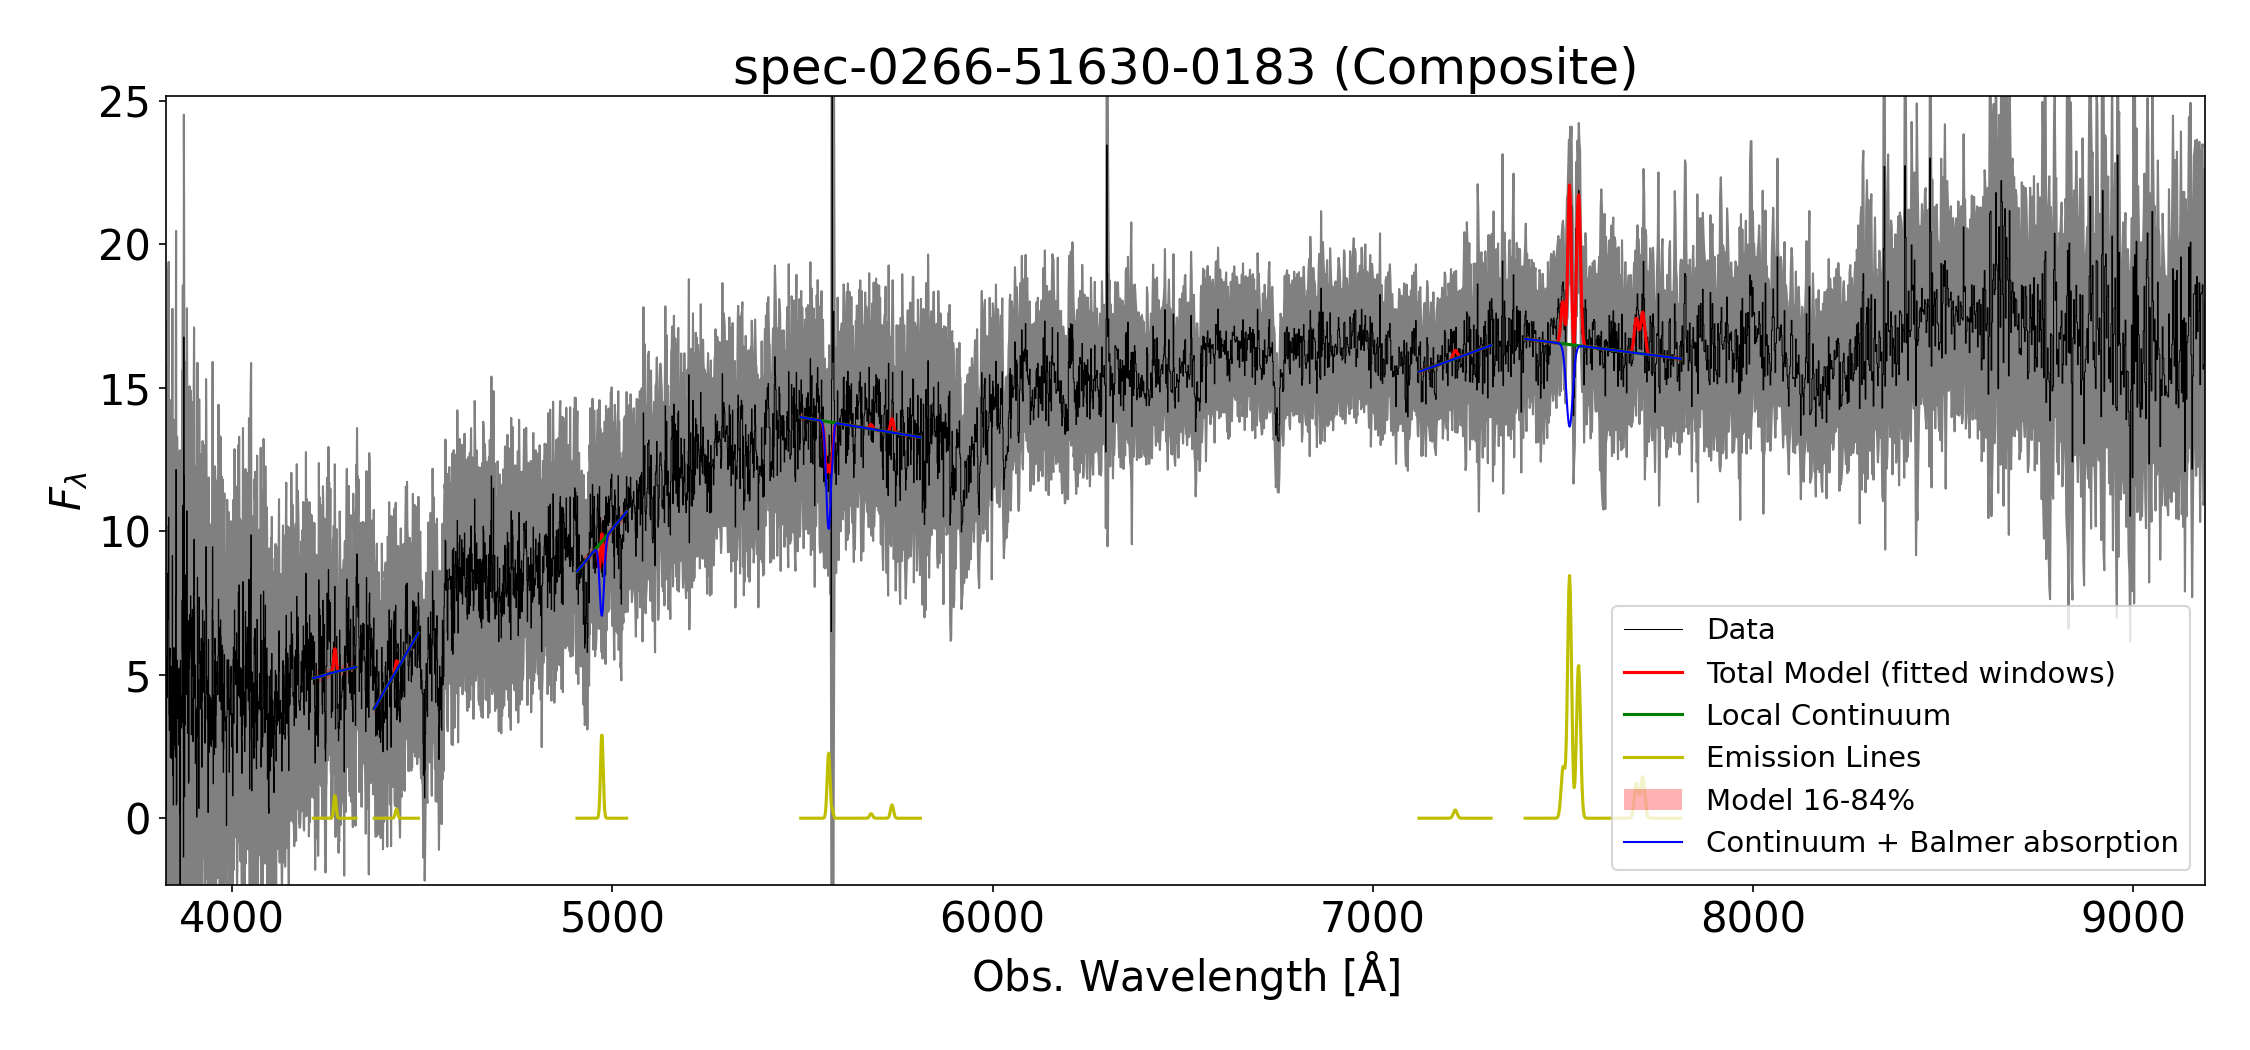 spec-0266-51630-0183 (Composite)
25
20
15
10
5
0
Fλ
4000 5000 6000 7000 8000 9000
Obs. Wavelength [Å]
Data
Total Model (fitted windows)
Local Continuum
Emission Lines
Model 16-84%
Continuum + Balmer absorption